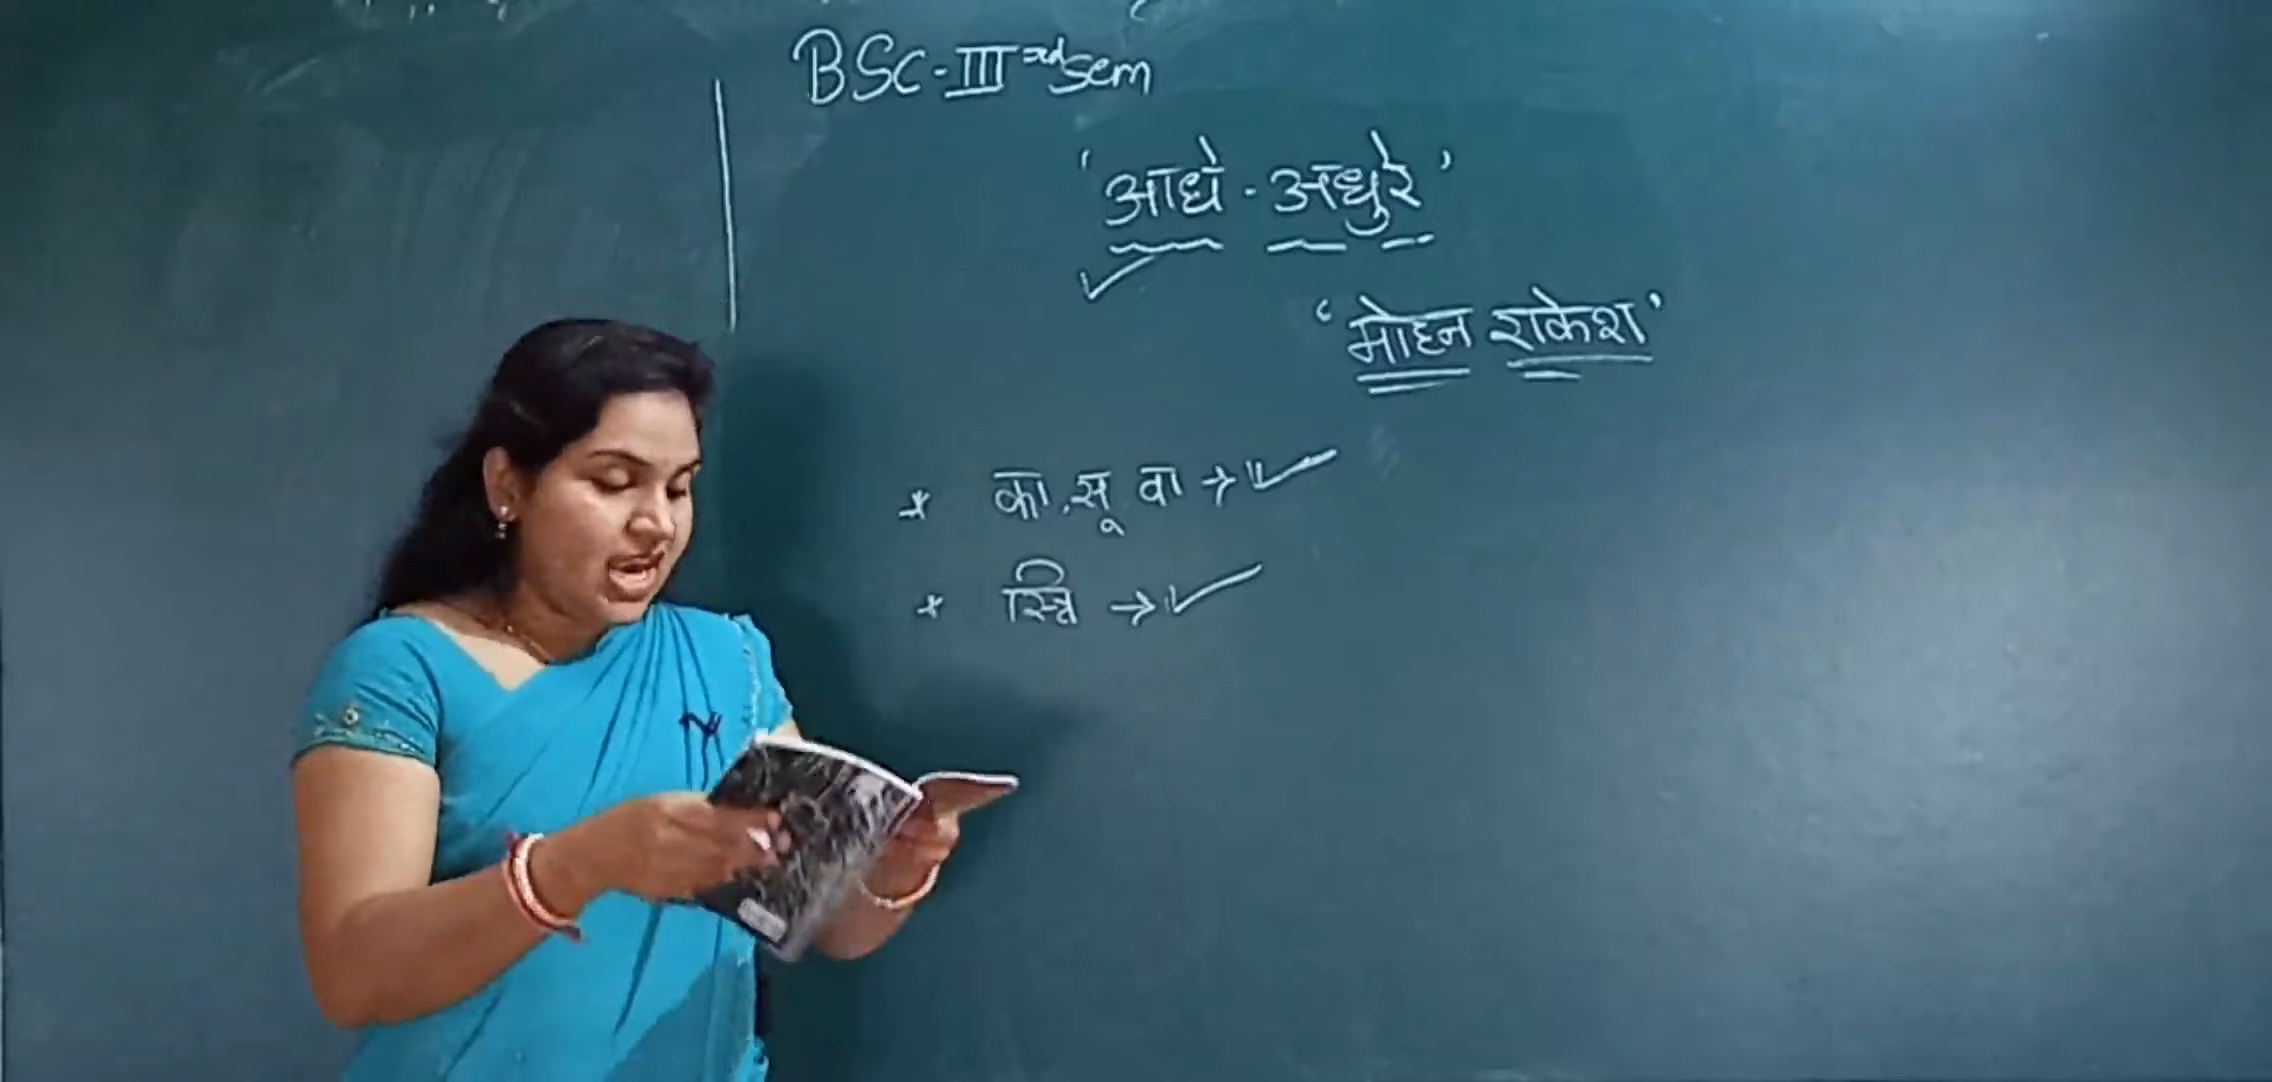 BSc-III rd Sem
'आधे-अधुरे'
'मोहन राकेश'
* का.सू वा →
* स्त्रि →